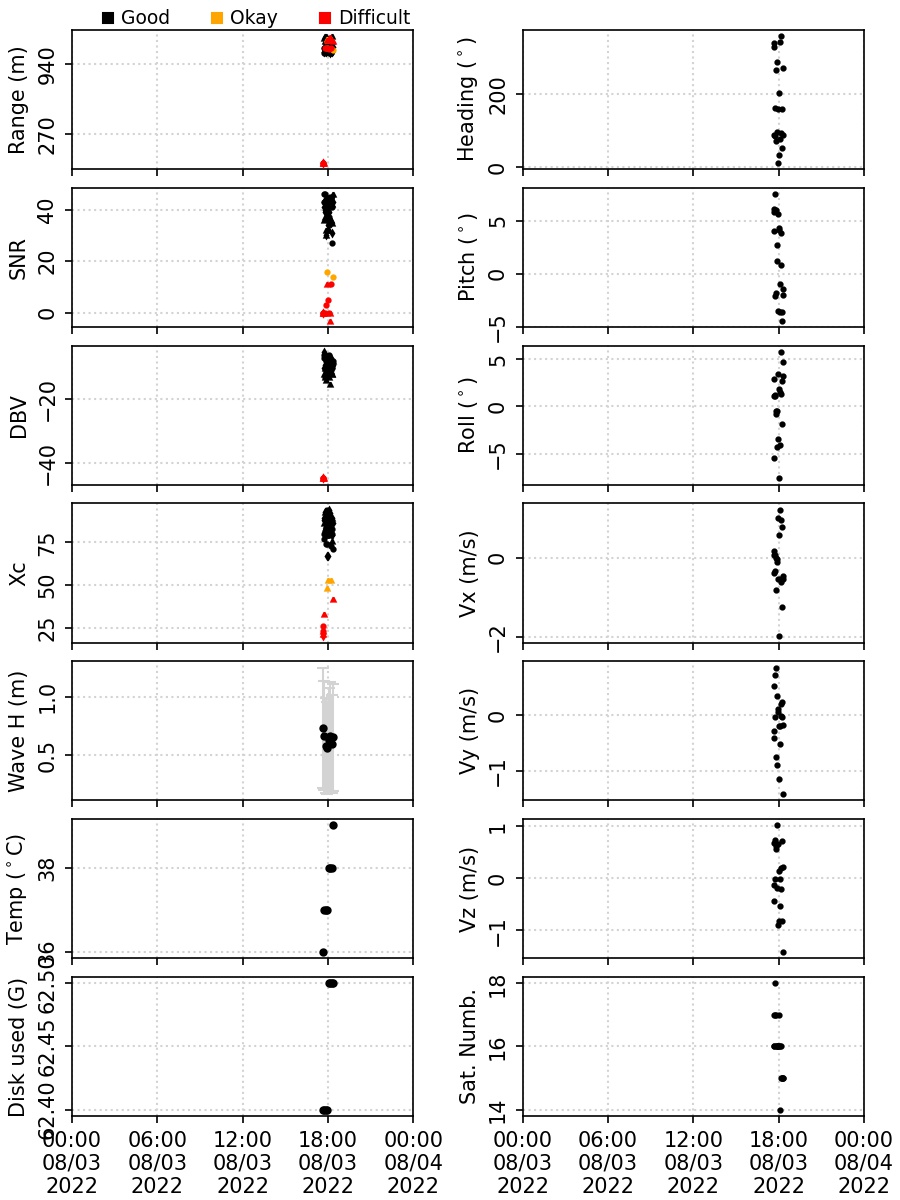 Good Okay Difficult
Range (m)
940
270
Heading (°)
200
0
SNR
40
20
0
Pitch (°)
5
0
−5
DBV
−20
−40
Roll (°)
5
0
−5
Xc
75
50
25
Vx (m/s)
0
−2
Wave H (m)
1.0
0.5
Vy (m/s)
0
−1
Temp (°C)
38
36
Vz (m/s)
1
0
−1
Disk used (G)
62.5
62.45
62.40
Sat. Numb.
18
16
14
00:00 06:00 12:00 18:00 00:00
08/03 08/03 08/03 08/03 08/04
2022 2022 2022 2022 2022
00:00 06:00 12:00 18:00 00:00
08/03 08/03 08/03 08/03 08/04
2022 2022 2022 2022 2022